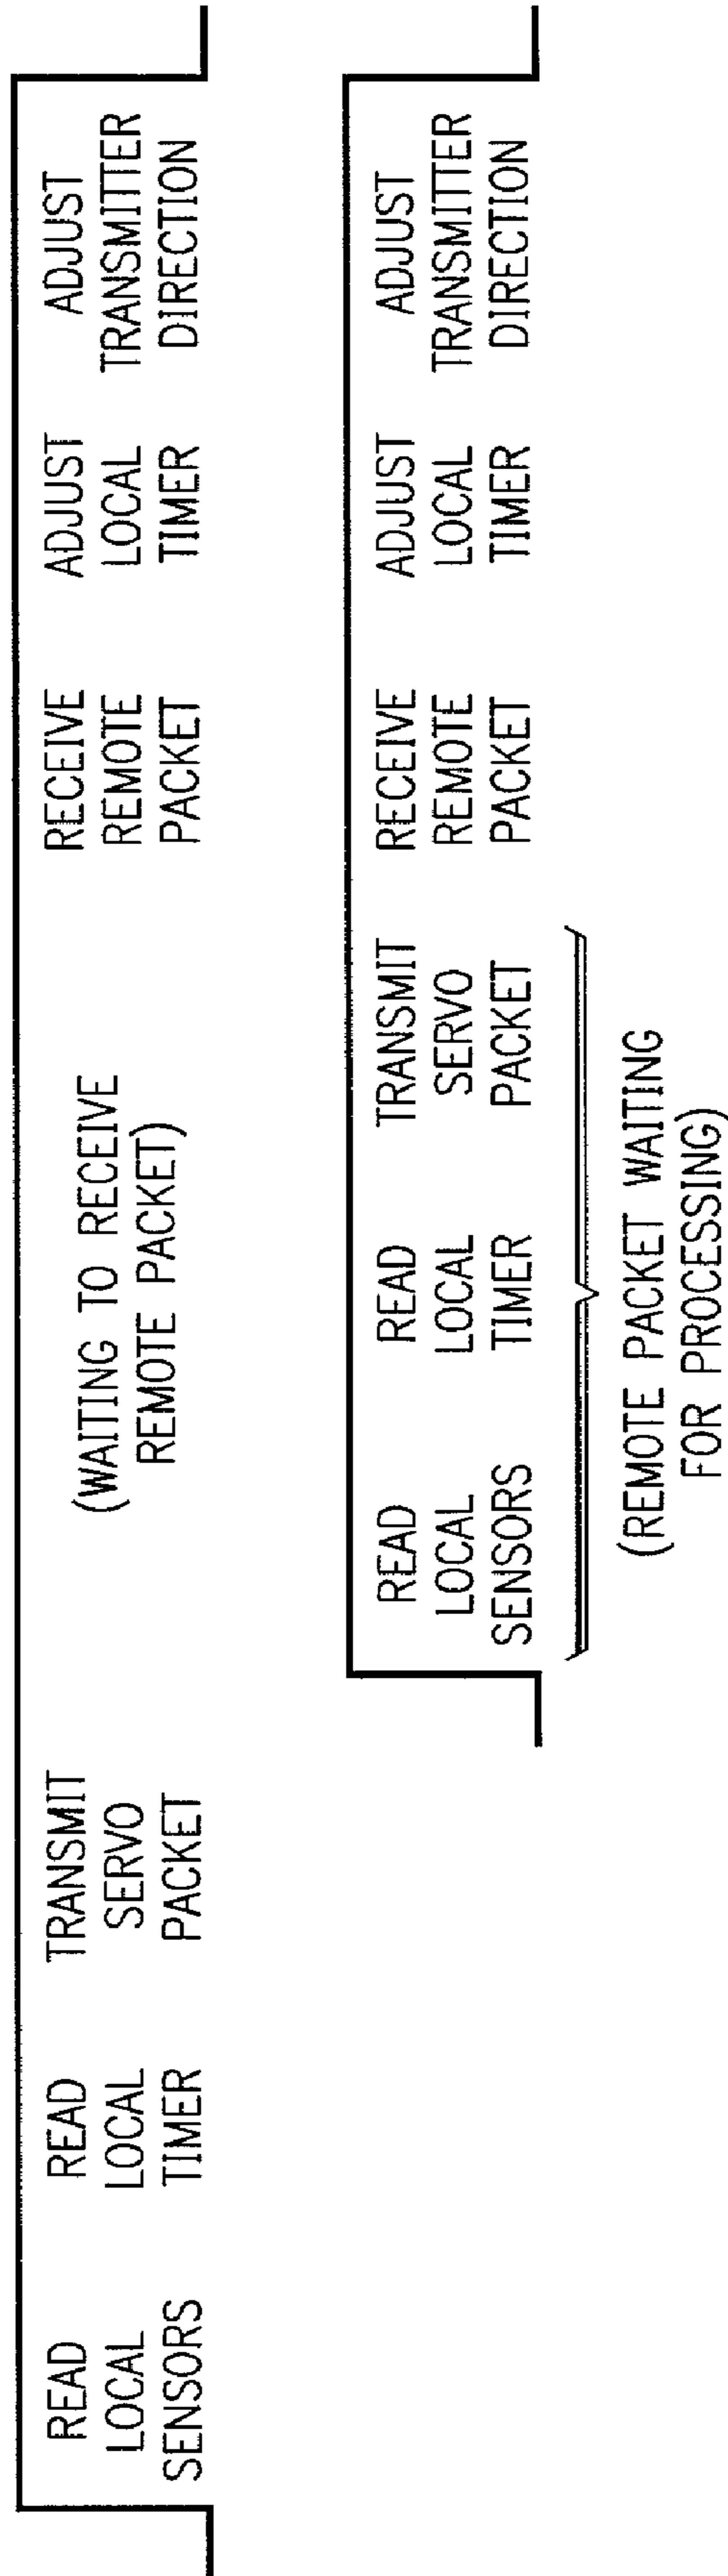 READ
LOCAL
SENSORS
READ
LOCAL
TIMER
TRANSMIT
SERVO
PACKET
(WAITING TO RECEIVE
REMOTE PACKET)
RECEIVE
REMOTE
PACKET
ADJUST
LOCAL
TIMER
ADJUST
TRANSMITTER
DIRECTION
READ
LOCAL
SENSORS
READ
LOCAL
TIMER
TRANSMIT
SERVO
PACKET
RECEIVE
REMOTE
PACKET
ADJUST
LOCAL
TIMER
ADJUST
TRANSMITTER
DIRECTION
(REMOTE PACKET WAITING
FOR PROCESSING)